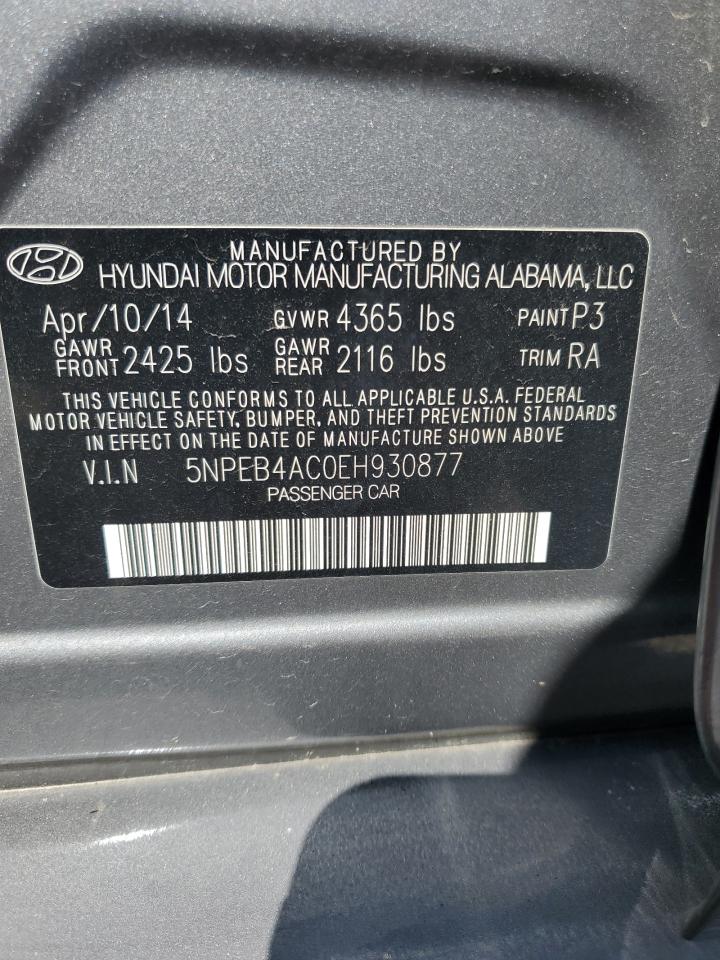 MANUFACTURED BY
HYUNDAI MOTOR MANUFACTURING ALABAMA, LLC
Apr/10/14 GVWR 4365 lbs PAINT P3
GAWR FRONT 2425 lbs GAWR REAR 2116 lbs TRIM RA
THIS VEHICLE CONFORMS TO ALL APPLICABLE U.S.A. FEDERAL
MOTOR VEHICLE SAFETY, BUMPER, AND THEFT PREVENTION STANDARDS
IN EFFECT ON THE DATE OF MANUFACTURE SHOWN ABOVE
V.I.N 5NPEB4AC0EH930877
PASSENGER CAR